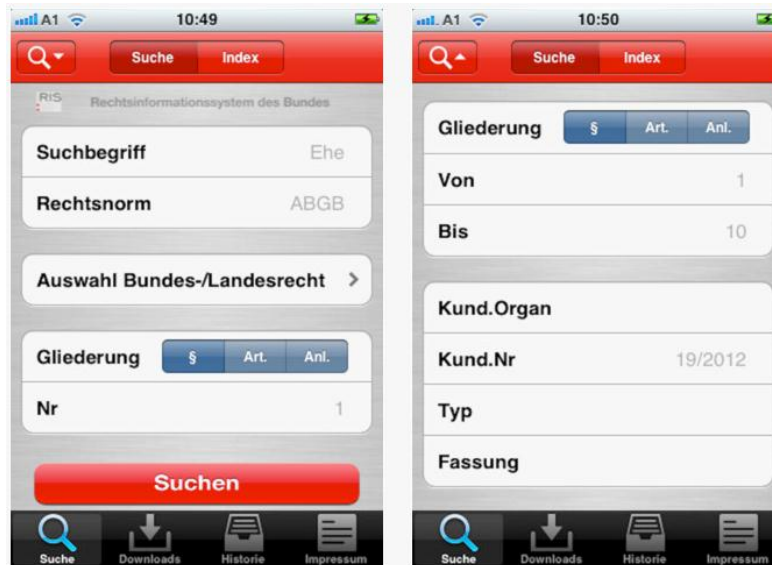 A1 10:49
Suche Index
RIS Rechtsinformationssystem des Bundes
Suchbegriff Ehe
Rechtsnorm ABGB
Auswahl Bundes-/Landesrecht
Gliederung § Art. Anl.
Nr 1
Suchen
Suche Downloads Historie Impressum
A1 10:50
Suche Index
Gliederung § Art. Anl.
Von 1
Bis 10
Kund.Organ
Kund.Nr 19/2012
Typ
Fassung
Suche Downloads Historie Impressum